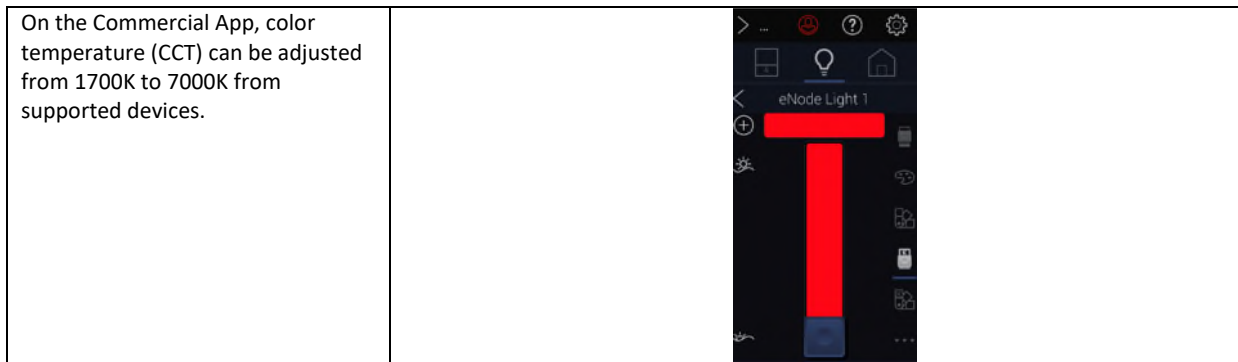 On the Commercial App, color
temperature (CCT) can be adjusted
from 1700K to 7000K from
supported devices.
> ...
eNode Light 1